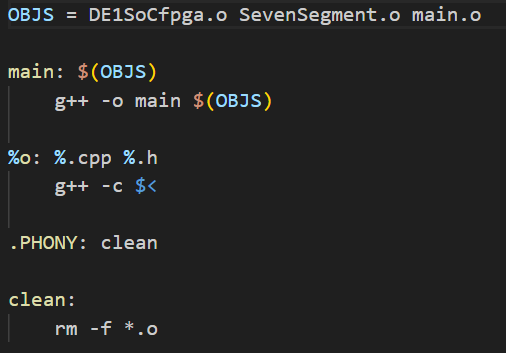 OBJS = DE1SoCfpga.o SevenSegment.o main.o
main: $(OBJS)
g++ -o main $(OBJS)
%o: %.cpp %.h
g++ -c $<
.PHONY: clean
clean:
rm -f *.o